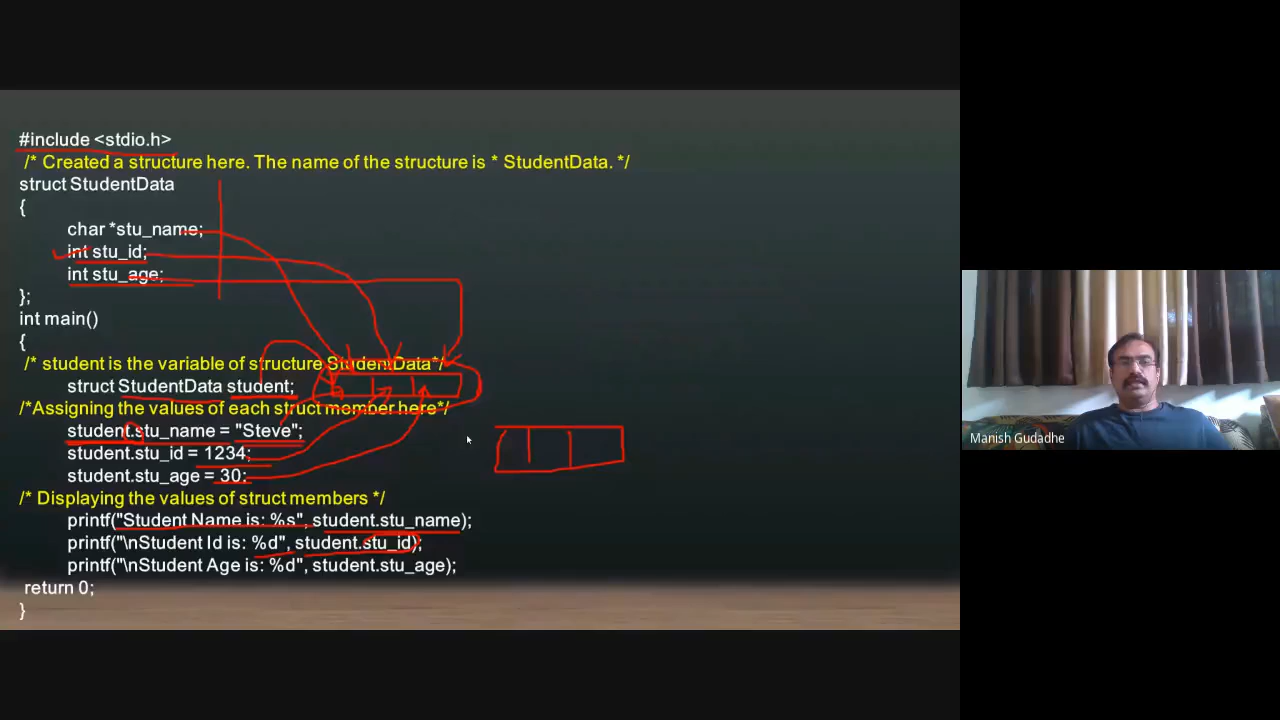 #include <stdio.h>
/* Created a structure here. The name of the structure is * StudentData. */
struct StudentData
{
char *stu_name;
int stu_id;
int stu_age;
};
int main()
{
/* student is the variable of structure StudentData*/
struct StudentData student;
/*Assigning the values of each struct member here*/
student.stu_name = "Steve";
student.stu_id = 1234;
student.stu_age = 30;
/* Displaying the values of struct members */
printf("Student Name is: %s", student.stu_name);
printf("\nStudent Id is: %d", student.stu_id);
printf("\nStudent Age is: %d", student.stu_age);
return 0;
}
Manish Gudadhe